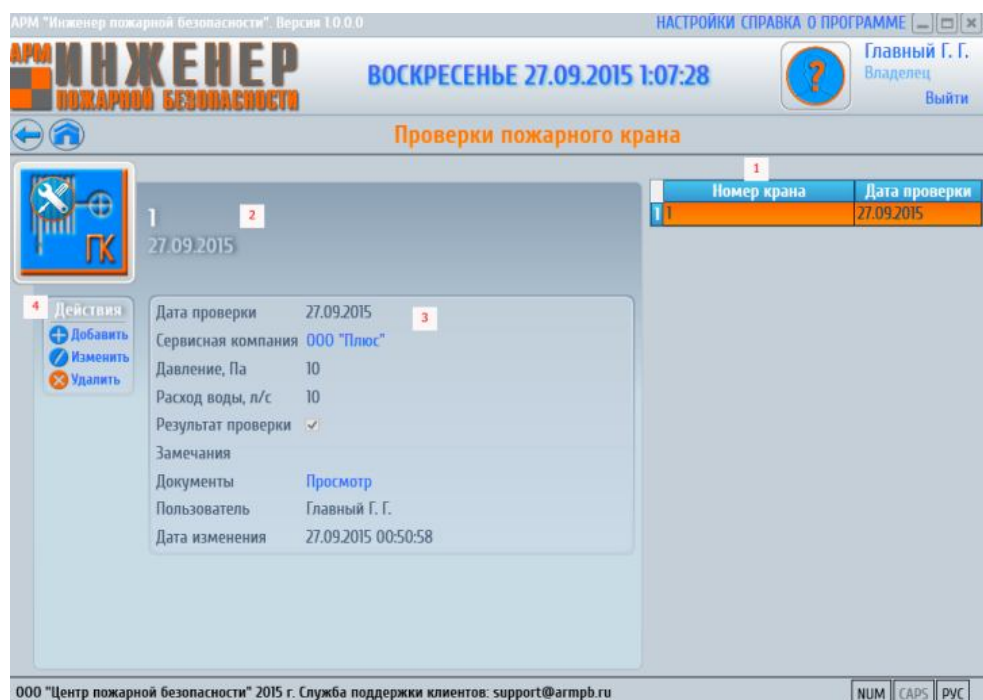 АРМ "Инженер пожарной безопасности". Версия 1.0.0.0
НАСТРОЙКИ СПРАВКА О ПРОГРАММЕ
АРМ ИНЖЕНЕР
ПОЖАРНОЙ БЕЗОПАСНОСТИ
ВОСКРЕСЕНЬЕ 27.09.2015 1:07:28
?
Главный Г. Г.
Владелец
Выйти
Проверки пожарного крана
ПК
1
2
27.09.2015
4
Действия
Добавить
Изменить
Удалить
3
Дата проверки 27.09.2015
Сервисная компания ООО "Плюс"
Давление, Па 10
Расход воды, л/с 10
Результат проверки
Замечания
Документы Просмотр
Пользователь Главный Г. Г.
Дата изменения 27.09.2015 00:50:58
1
Номер крана Дата проверки
1 1 27.09.2015
ООО "Центр пожарной безопасности" 2015 г. Служба поддержки клиентов: support@armpb.ru
NUM CAPS РУС